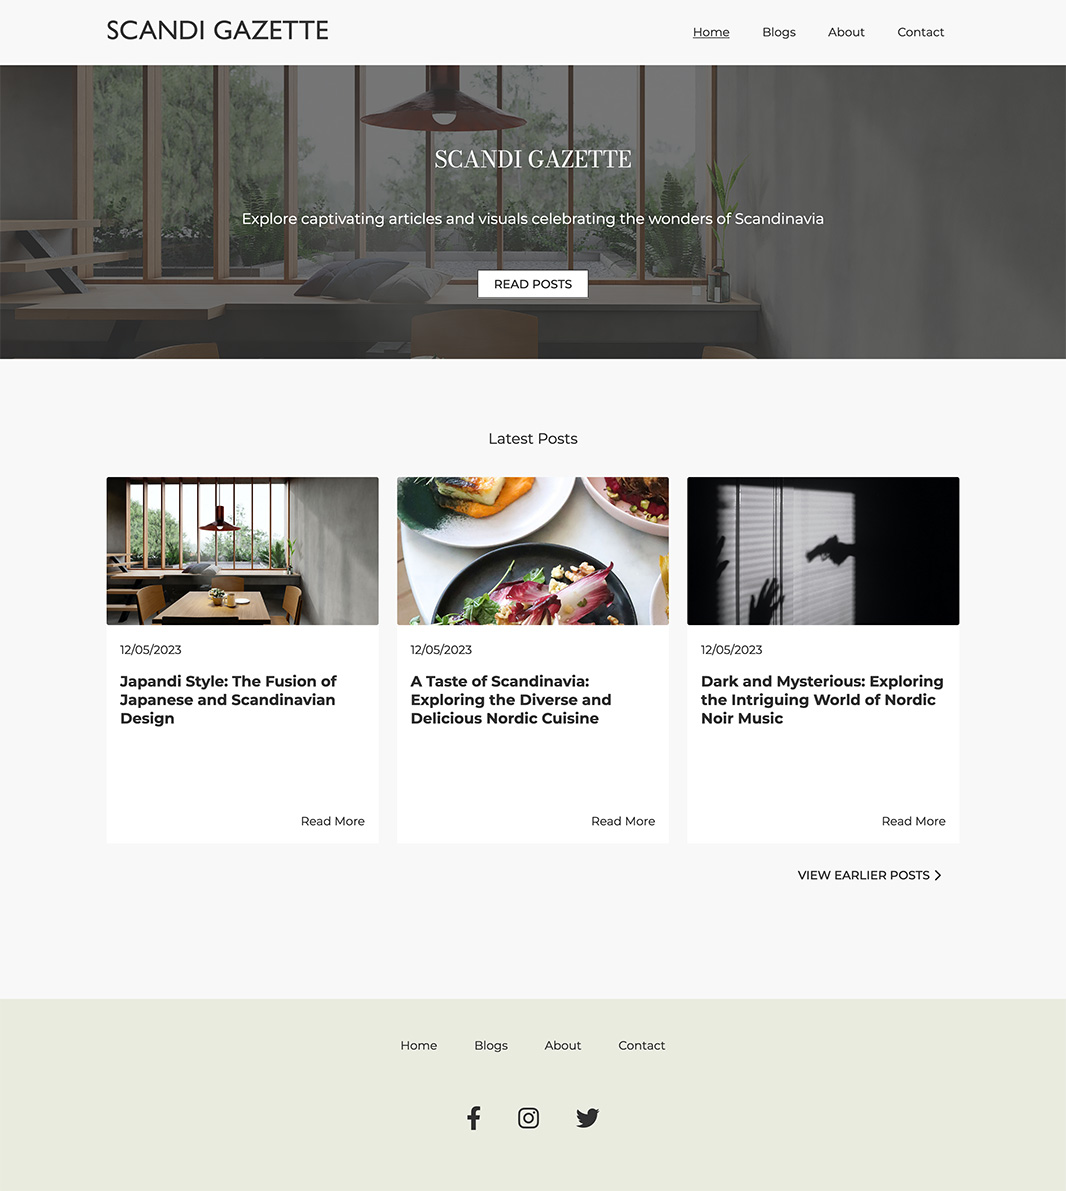 SCANDI GAZETTE
Home Blogs About Contact
SCANDI GAZETTE
Explore captivating articles and visuals celebrating the wonders of Scandinavia
READ POSTS
Latest Posts
12/05/2023
Japandi Style: The Fusion of
Japanese and Scandinavian
Design
Read More
12/05/2023
A Taste of Scandinavia:
Exploring the Diverse and
Delicious Nordic Cuisine
Read More
12/05/2023
Dark and Mysterious: Exploring
the Intriguing World of Nordic
Noir Music
Read More
VIEW EARLIER POSTS
Home Blogs About Contact